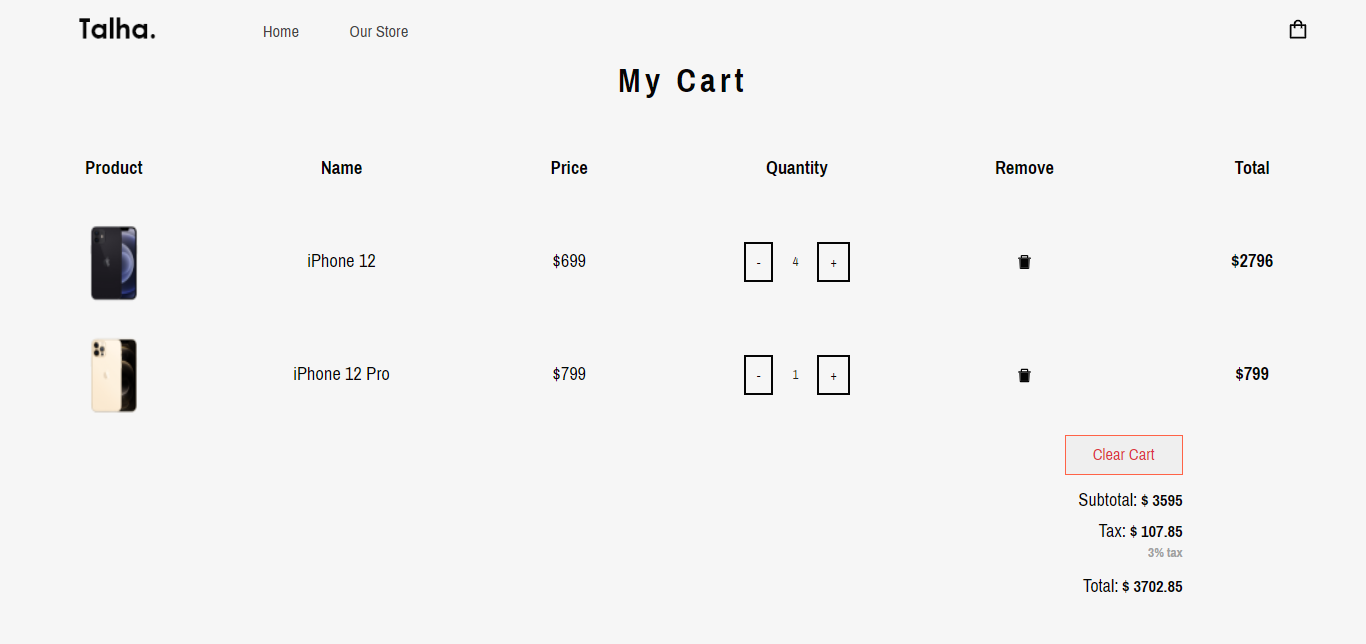 Talha. Home Our Store
My Cart
Product Name Price Quantity Remove Total
iPhone 12 $699 - 4 + $2796
iPhone 12 Pro $799 - 1 + $799
Clear Cart
Subtotal: $ 3595
Tax: $ 107.85
3% tax
Total: $ 3702.85